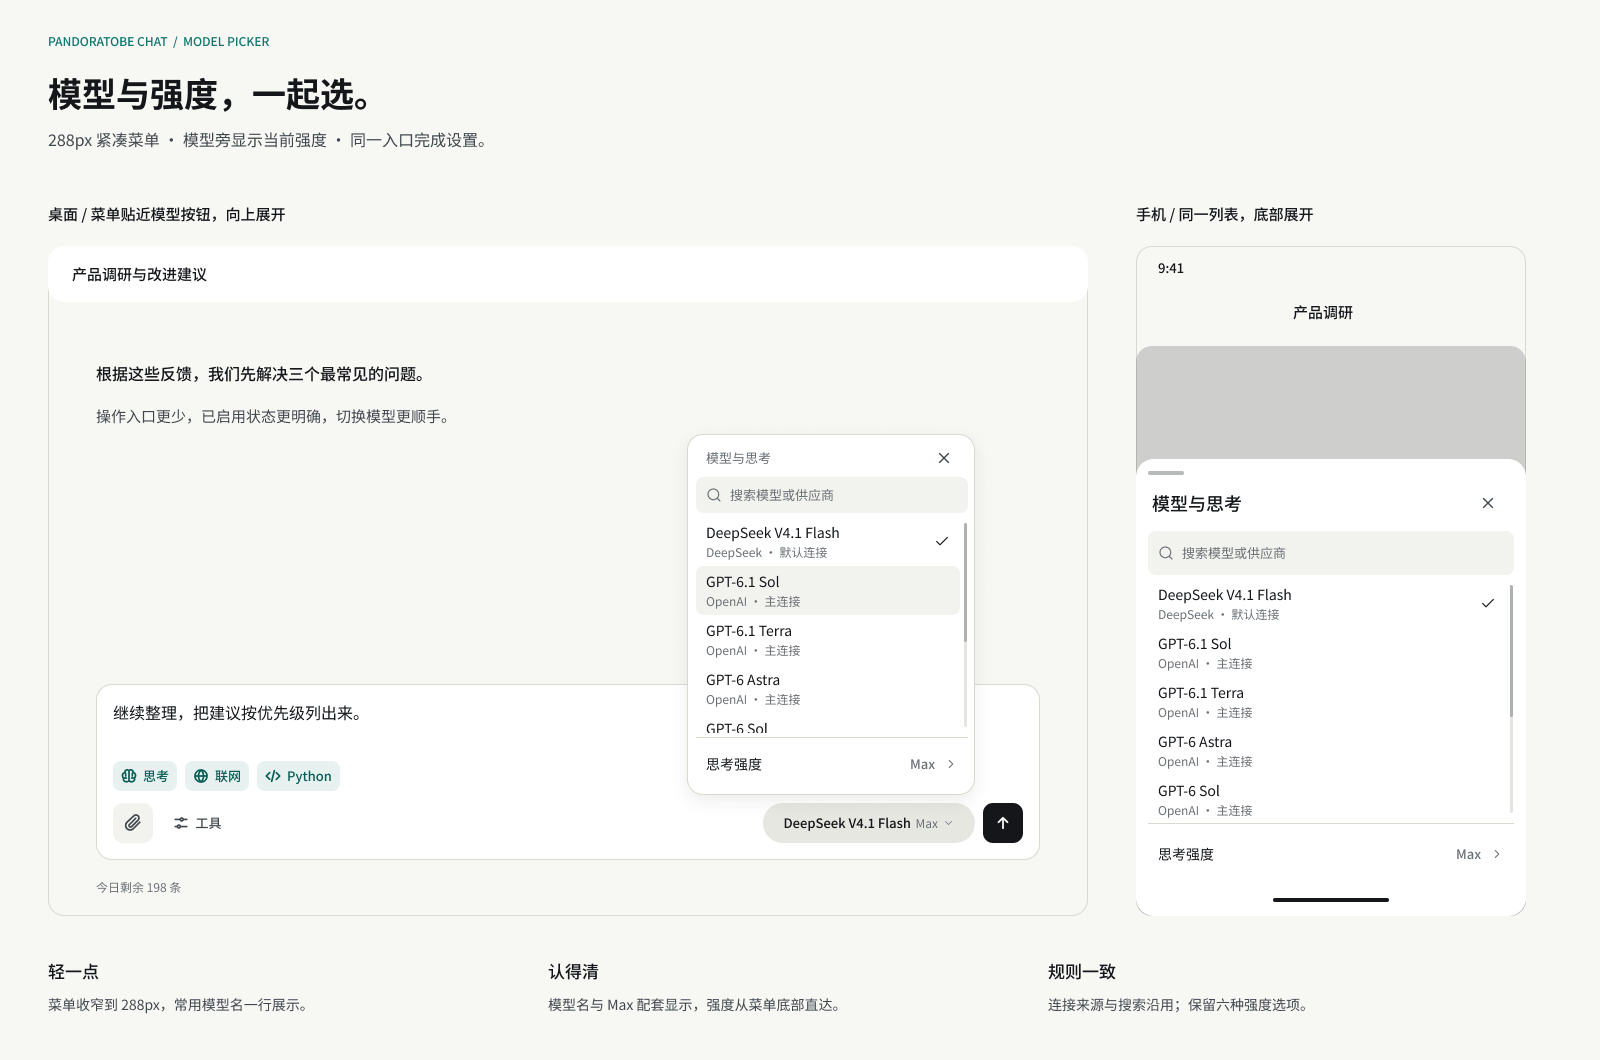 PANDORATOBE CHAT / MODEL PICKER
模型与强度，一起选。
288px 紧凑菜单 · 模型旁显示当前强度 · 同一入口完成设置。
桌面 / 菜单贴近模型按钮，向上展开
产品调研与改进建议
根据这些反馈，我们先解决三个最常见的问题。
操作入口更少，已启用状态更明确，切换模型更顺手。
模型与思考
搜索模型或供应商
DeepSeek V4.1 Flash
DeepSeek · 默认连接
GPT-6.1 Sol
OpenAI · 主连接
GPT-6.1 Terra
OpenAI · 主连接
GPT-6 Astra
OpenAI · 主连接
GPT-6 Sol
思考强度 Max
继续整理，把建议按优先级列出来。
思考 联网 Python
工具 DeepSeek V4.1 Flash Max
今日剩余 198 条
手机 / 同一列表，底部展开
9:41
产品调研
模型与思考
搜索模型或供应商
DeepSeek V4.1 Flash
DeepSeek · 默认连接
GPT-6.1 Sol
OpenAI · 主连接
GPT-6.1 Terra
OpenAI · 主连接
GPT-6 Astra
OpenAI · 主连接
GPT-6 Sol
OpenAI · 主连接
思考强度 Max
轻一点
菜单收窄到 288px，常用模型名一行展示。
认得清
模型名与 Max 配套显示，强度从菜单底部直达。
规则一致
连接来源与搜索沿用；保留六种强度选项。